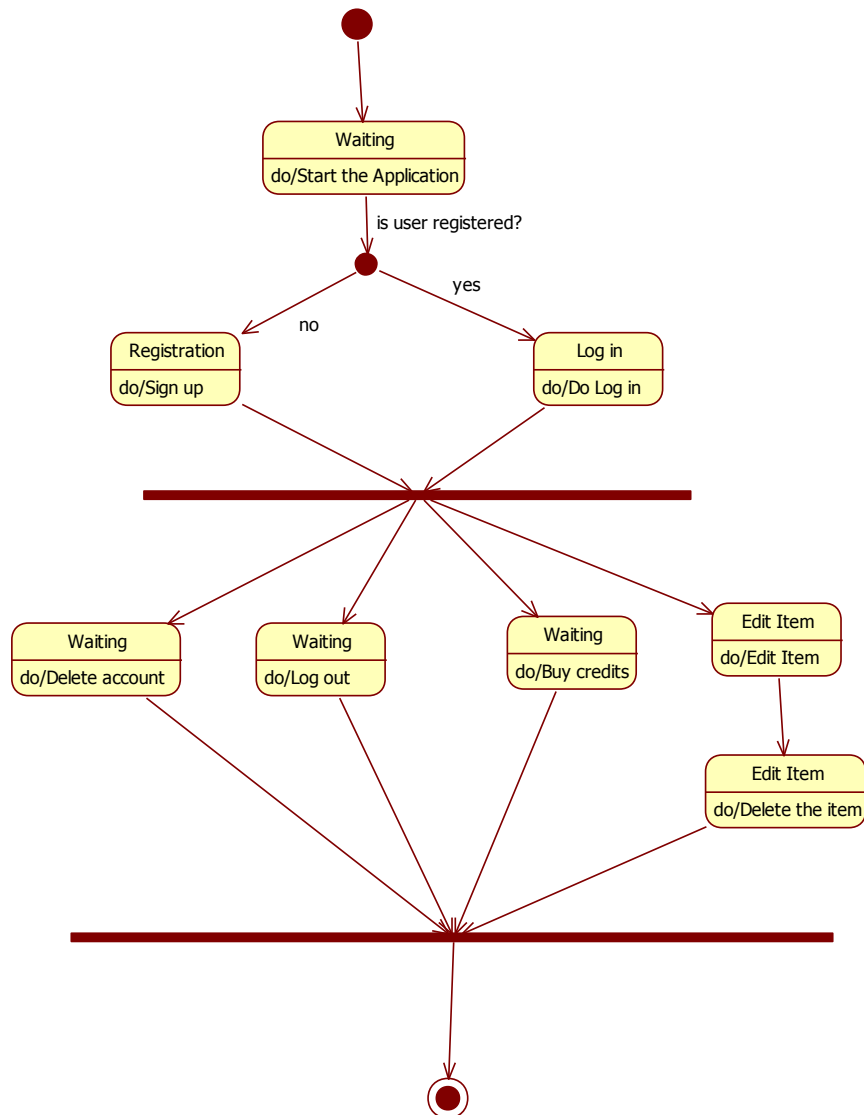 Waiting
do/Start the Application
is user registered?
yes
no
Registration
do/Sign up
Log in
do/Do Log in
Waiting
do/Delete account
Waiting
do/Log out
Waiting
do/Buy credits
Edit Item
do/Edit Item
Edit Item
do/Delete the item